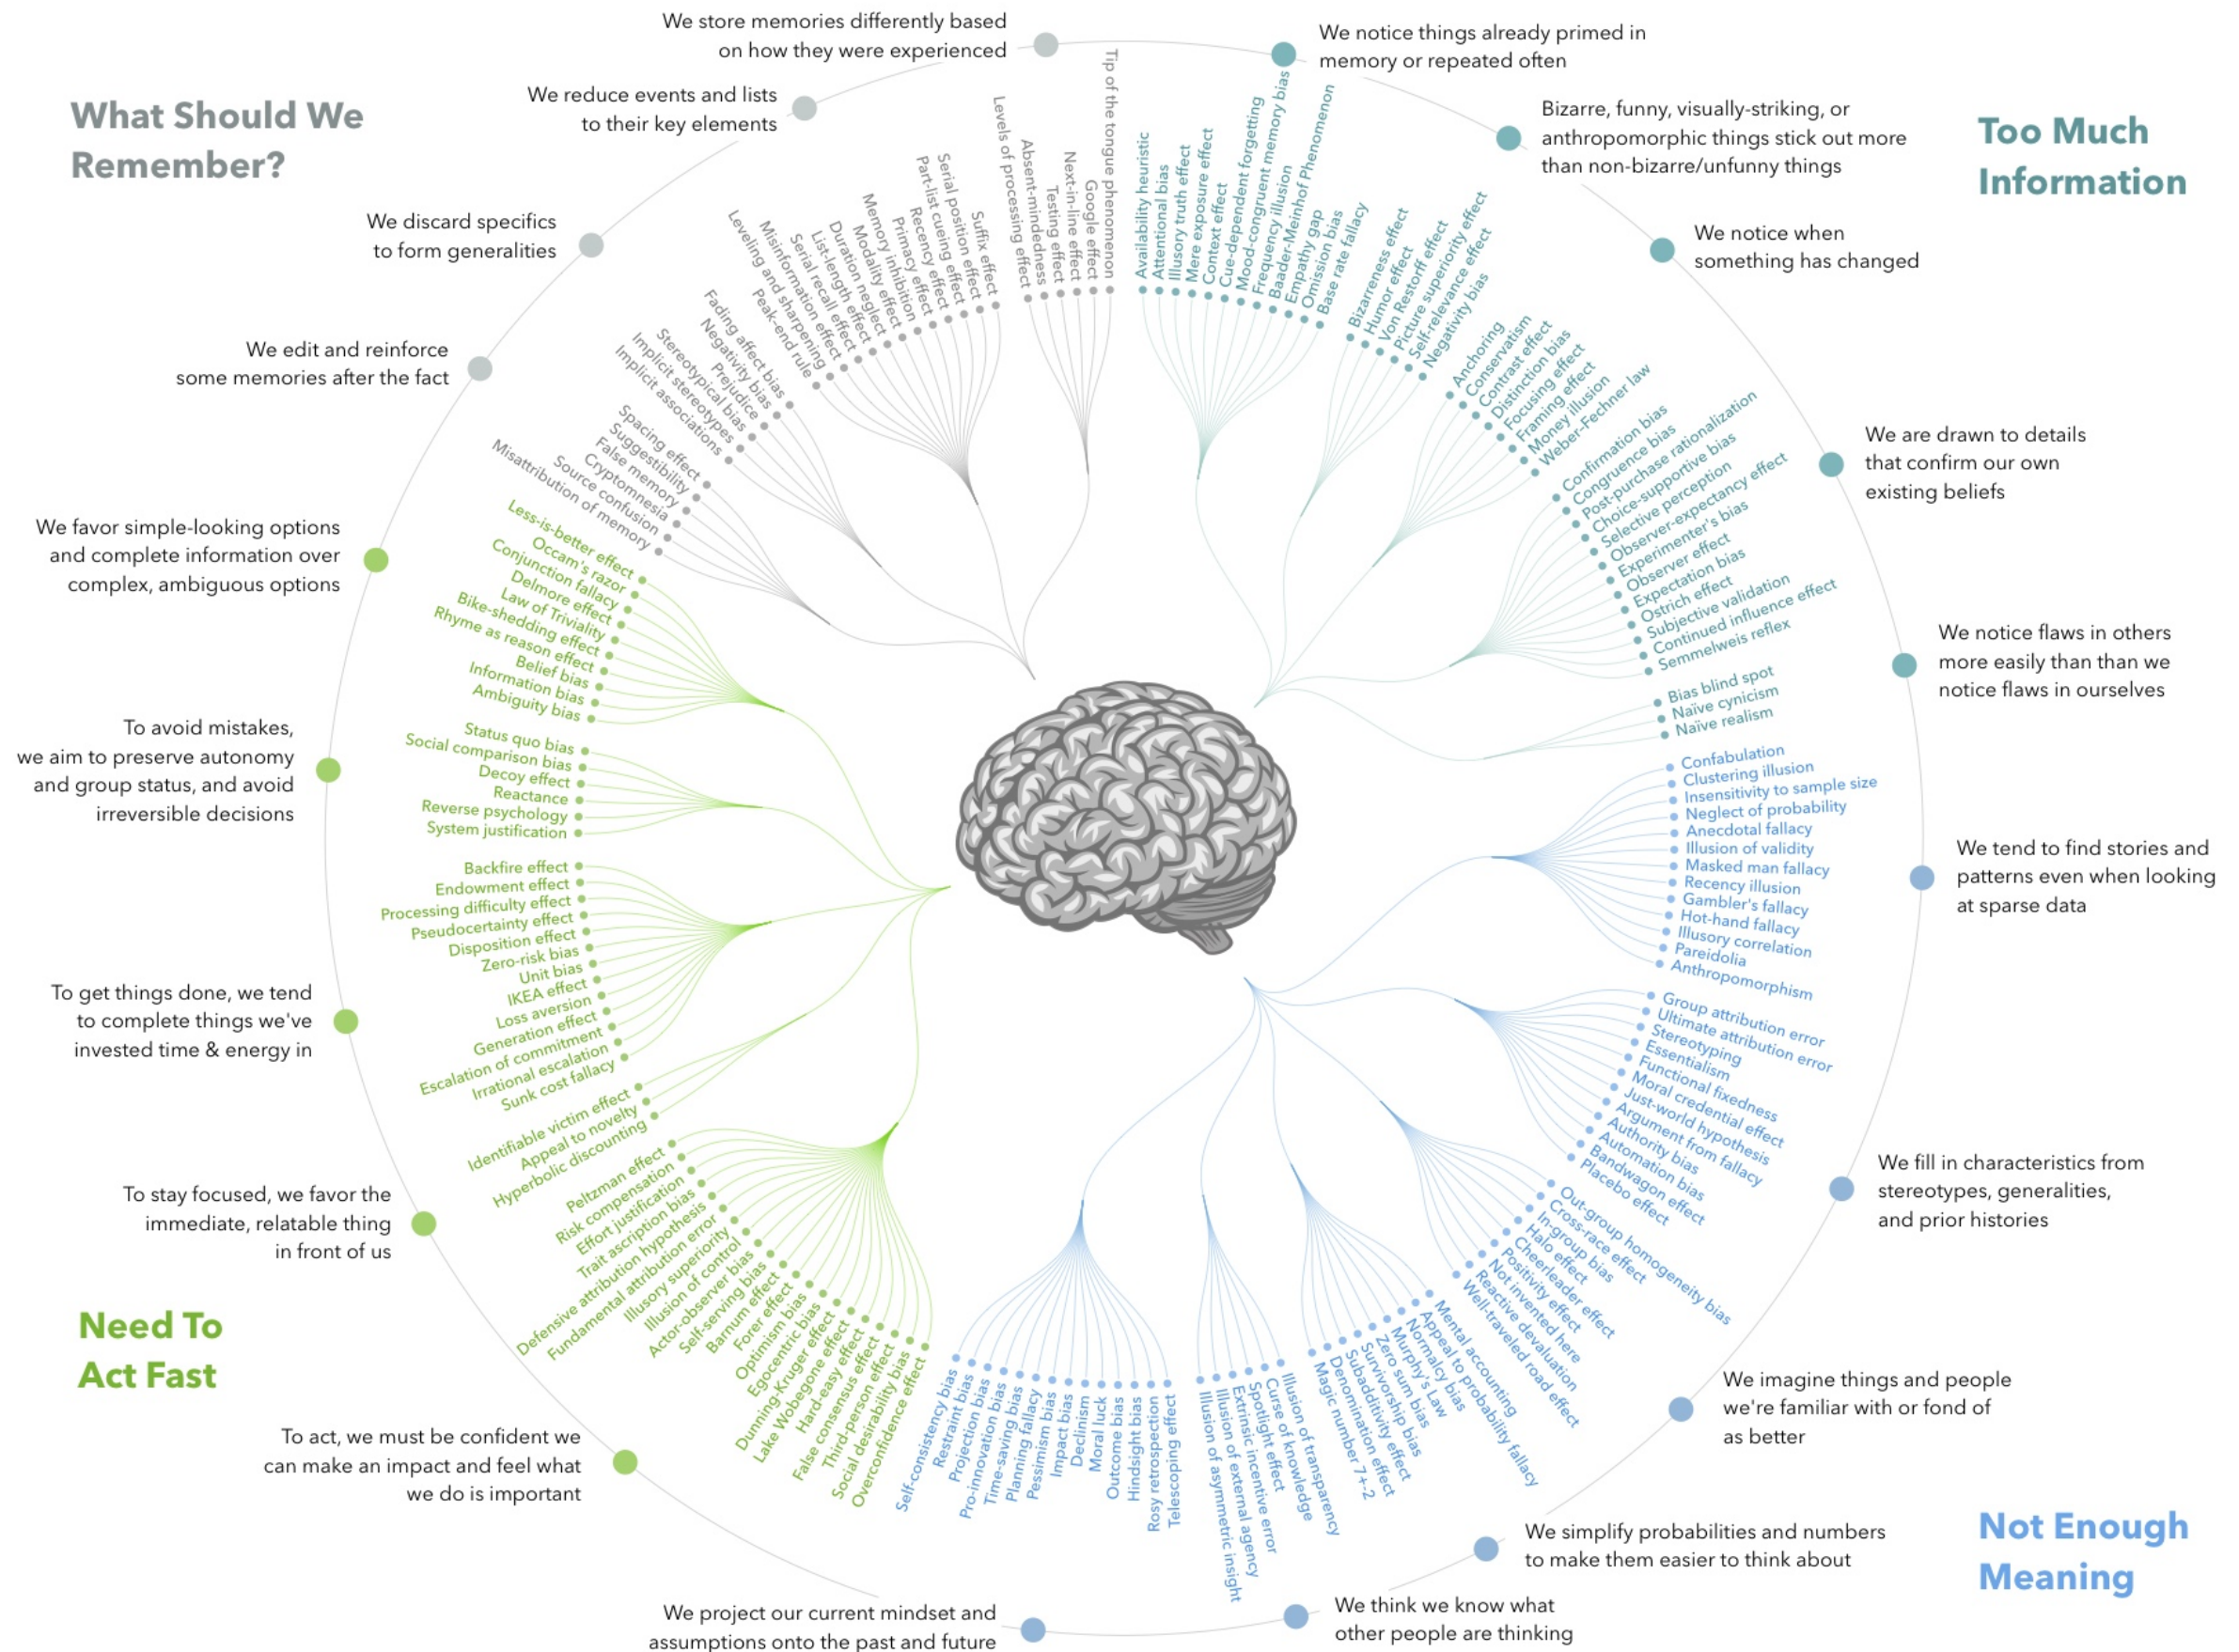 What Should We
Remember?
We store memories differently based
on how they were experienced
We reduce events and lists
to their key elements
We discard specifics
to form generalities
We edit and reinforce
some memories after the fact
Tip of the tongue phenomenon
Google effect
Next-in-line effect
Testing effect
Absent-mindedness
Levels of processing effect
Suffix effect
Serial position effect
Part-list cueing effect
Recency effect
Primacy effect
Memory inhibition
Modality effect
Duration neglect
List-length effect
Serial recall effect
Misinformation effect
Leveling and sharpening
Peak-end rule
Fading affect bias
Negativity bias
Prejudice
Stereotypical bias
Implicit stereotypes
Implicit associations
Spacing effect
Suggestibility
False memory
Cryptomnesia
Source confusion
Misattribution of memory
Too Much
Information
We notice things already primed in
memory or repeated often
Bizarre, funny, visually-striking, or
anthropomorphic things stick out more
than non-bizarre/unfunny things
We notice when
something has changed
We are drawn to details
that confirm our own
existing beliefs
We notice flaws in others
more easily than than we
notice flaws in ourselves
Availability heuristic
Attentional bias
Illusory truth effect
Mere exposure effect
Context effect
Cue-dependent forgetting
Mood-congruent memory bias
Frequency illusion
Baader-Meinhof Phenomenon
Empathy gap
Omission bias
Base rate fallacy
Bizarreness effect
Humor effect
Von Restorff effect
Picture superiority effect
Self-relevance effect
Negativity bias
Anchoring
Conservatism
Contrast effect
Distinction bias
Focusing effect
Framing effect
Money illusion
Weber–Fechner law
Confirmation bias
Congruence bias
Post-purchase rationalization
Choice-supportive bias
Selective perception
Observer-expectancy effect
Experimenter's bias
Observer effect
Expectation bias
Ostrich effect
Subjective validation
Continued influence effect
Semmelweis reflex
Bias blind spot
Naïve cynicism
Naïve realism
Not Enough
Meaning
We tend to find stories and
patterns even when looking
at sparse data
We fill in characteristics from
stereotypes, generalities,
and prior histories
We imagine things and people
we're familiar with or fond of
as better
We simplify probabilities and numbers
to make them easier to think about
We think we know what
other people are thinking
We project our current mindset and
assumptions onto the past and future
Confabulation
Clustering illusion
Insensitivity to sample size
Neglect of probability
Anecdotal fallacy
Illusion of validity
Masked man fallacy
Recency illusion
Gambler's fallacy
Hot-hand fallacy
Illusory correlation
Pareidolia
Anthropomorphism
Group attribution error
Ultimate attribution error
Stereotyping
Essentialism
Functional fixedness
Moral credential effect
Just-world hypothesis
Argument from fallacy
Authority bias
Automation bias
Bandwagon effect
Placebo effect
Out-group homogeneity bias
Cross-race effect
In-group bias
Halo effect
Cheerleader effect
Positivity effect
Not invented here
Reactive devaluation
Well-traveled road effect
Mental accounting
Appeal to probability fallacy
Normalcy bias
Murphy's Law
Zero sum bias
Survivorship bias
Subadditivity effect
Denomination effect
Magic number 7+-2
Illusion of transparency
Curse of knowledge
Spotlight effect
Extrinsic incentive error
Illusion of external agency
Illusion of asymmetric insight
Telescoping effect
Rosy retrospection
Hindsight bias
Outcome bias
Moral luck
Declinism
Impact bias
Pessimism bias
Planning fallacy
Time-saving bias
Pro-innovation bias
Projection bias
Restraint bias
Self-consistency bias
Need To
Act Fast
We favor simple-looking options
and complete information over
complex, ambiguous options
To avoid mistakes,
we aim to preserve autonomy
and group status, and avoid
irreversible decisions
To get things done, we tend
to complete things we've
invested time & energy in
To stay focused, we favor the
immediate, relatable thing
in front of us
To act, we must be confident we
can make an impact and feel what
we do is important
Less-is-better effect
Occam's razor
Conjunction fallacy
Delmore effect
Law of Triviality
Bike-shedding effect
Rhyme as reason effect
Belief bias
Information bias
Ambiguity bias
Status quo bias
Social comparison bias
Decoy effect
Reactance
Reverse psychology
System justification
Backfire effect
Endowment effect
Processing difficulty effect
Pseudocertainty effect
Disposition effect
Zero-risk bias
Unit bias
IKEA effect
Loss aversion
Generation effect
Escalation of commitment
Irrational escalation
Sunk cost fallacy
Identifiable victim effect
Appeal to novelty
Hyperbolic discounting
Peltzman effect
Risk compensation
Effort justification
Trait ascription bias
Defensive attribution hypothesis
Fundamental attribution error
Illusory superiority
Illusion of control
Actor-observer bias
Self-serving bias
Barnum effect
Forer effect
Optimism bias
Egocentric bias
Dunning-Kruger effect
Lake Wobegone effect
Hard-easy effect
False consensus effect
Third-person effect
Social desirability bias
Overconfidence effect